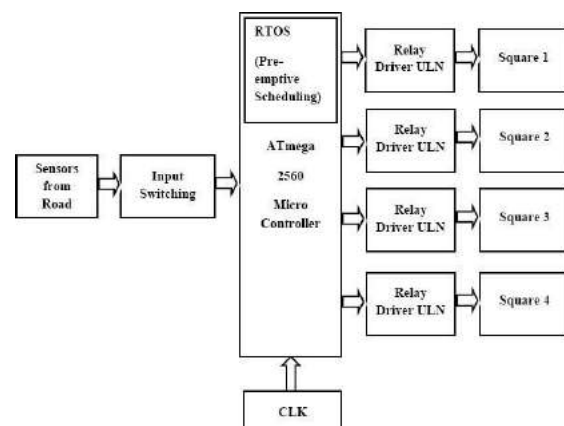 RTOS
(Pre-
emptive
Scheduling)
ATmega
2560
Micro
Controller
Sensors
from
Road
Input
Switching
Relay
Driver ULN
Square 1
Relay
Driver ULN
Square 2
Relay
Driver ULN
Square 3
Relay
Driver ULN
Square 4
CLK